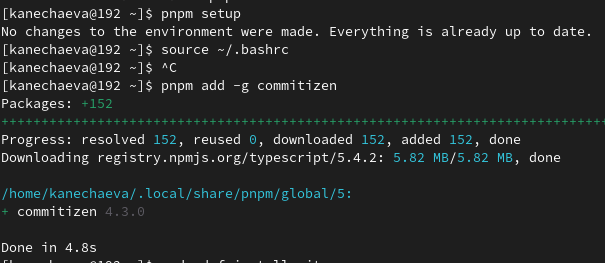 [kanechaeva@192 ~]$ pnpm setup
No changes to the environment were made. Everything is already up to date.
[kanechaeva@192 ~]$ source ~/.bashrc
[kanechaeva@192 ~]$ ^C
[kanechaeva@192 ~]$ pnpm add -g commitizen
Packages: +152
++++++++++++++++++++++++++++++++++++++++++++++++++++++++++++++++++++++++++
Progress: resolved 152, reused 0, downloaded 152, added 152, done
Downloading registry.npmjs.org/typescript/5.4.2: 5.82 MB/5.82 MB, done
/home/kanechaeva/.local/share/pnpm/global/5:
+ commitizen 4.3.0
Done in 4.8s